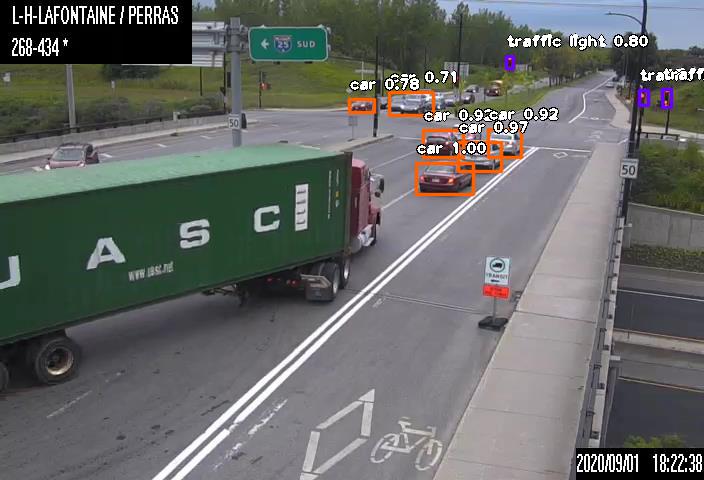 L-H-LAFONTAINE / PERRAS
268-434 *
25 SUD
traffic light 0.80
car 0.71
car 0.78
car 0.92
car 0.92
car 0.97
car 1.00
50
50
UASC
www.uasc.net
TRANSIT
2020/09/01 18:22:38